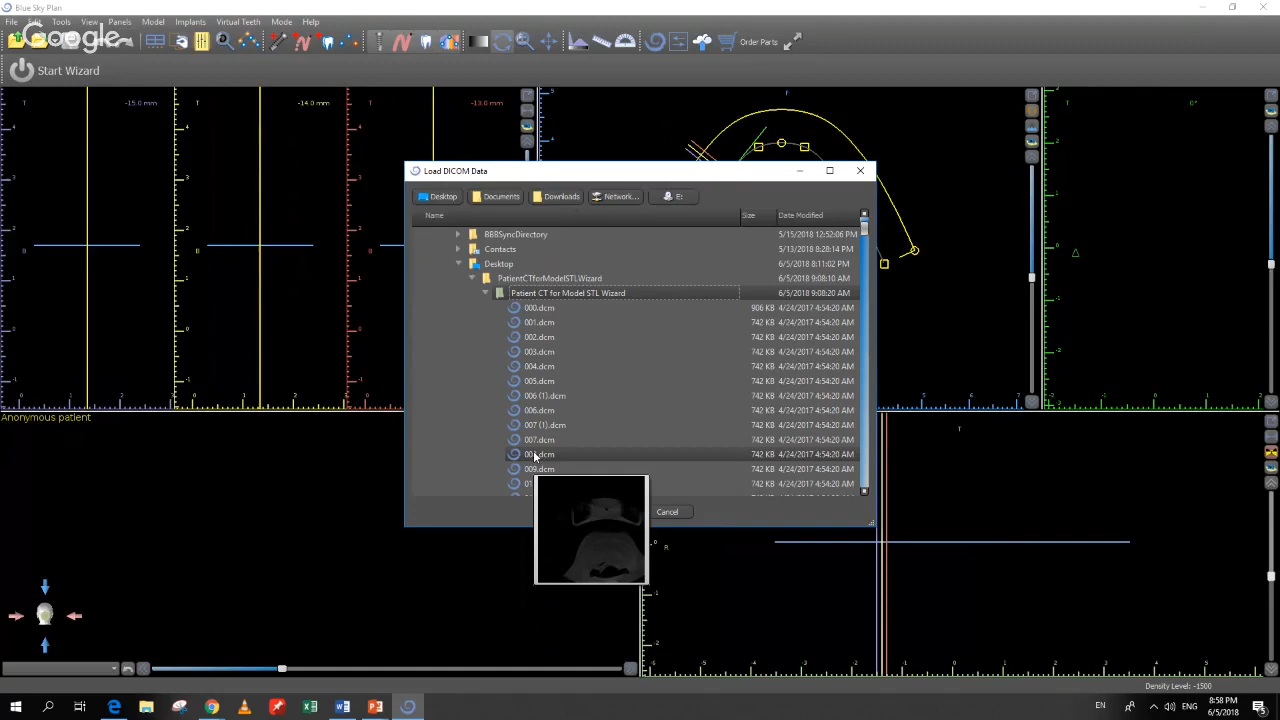 Blue Sky Plan
File Edit Tools View Panels Model Implants Virtual Teeth Mode Help
Google
Order Parts
Start Wizard
T -15.0 mm T -14.0 mm T -13.0 mm
T 0°
Load DICOM Data
Desktop Documents Downloads Network... E:
Name Size Date Modified
BBBSyncDirectory 5/15/2018 12:52:06 PM
Contacts 5/13/2018 8:28:14 PM
Desktop 6/5/2018 8:11:02 PM
PatientCTforModelSTLWizard 6/5/2018 9:08:10 AM
Patient CT for Model STL Wizard 6/5/2018 9:08:20 AM
000.dcm 906 KB 4/24/2017 4:54:20 AM
001.dcm 742 KB 4/24/2017 4:54:20 AM
002.dcm 742 KB 4/24/2017 4:54:20 AM
003.dcm 742 KB 4/24/2017 4:54:20 AM
004.dcm 742 KB 4/24/2017 4:54:20 AM
005.dcm 742 KB 4/24/2017 4:54:20 AM
006 (1).dcm 742 KB 4/24/2017 4:54:20 AM
006.dcm 742 KB 4/24/2017 4:54:20 AM
007 (1).dcm 742 KB 4/24/2017 4:54:20 AM
007.dcm 742 KB 4/24/2017 4:54:20 AM
742 KB 4/24/2017 4:54:20 AM
009.dcm 742 KB 4/24/2017 4:54:20 AM
742 KB 4/24/2017 4:54:20 AM
Cancel
Anonymous patient
T
R
Density Level: -1500
EN ENG 8:58 PM
6/5/2018